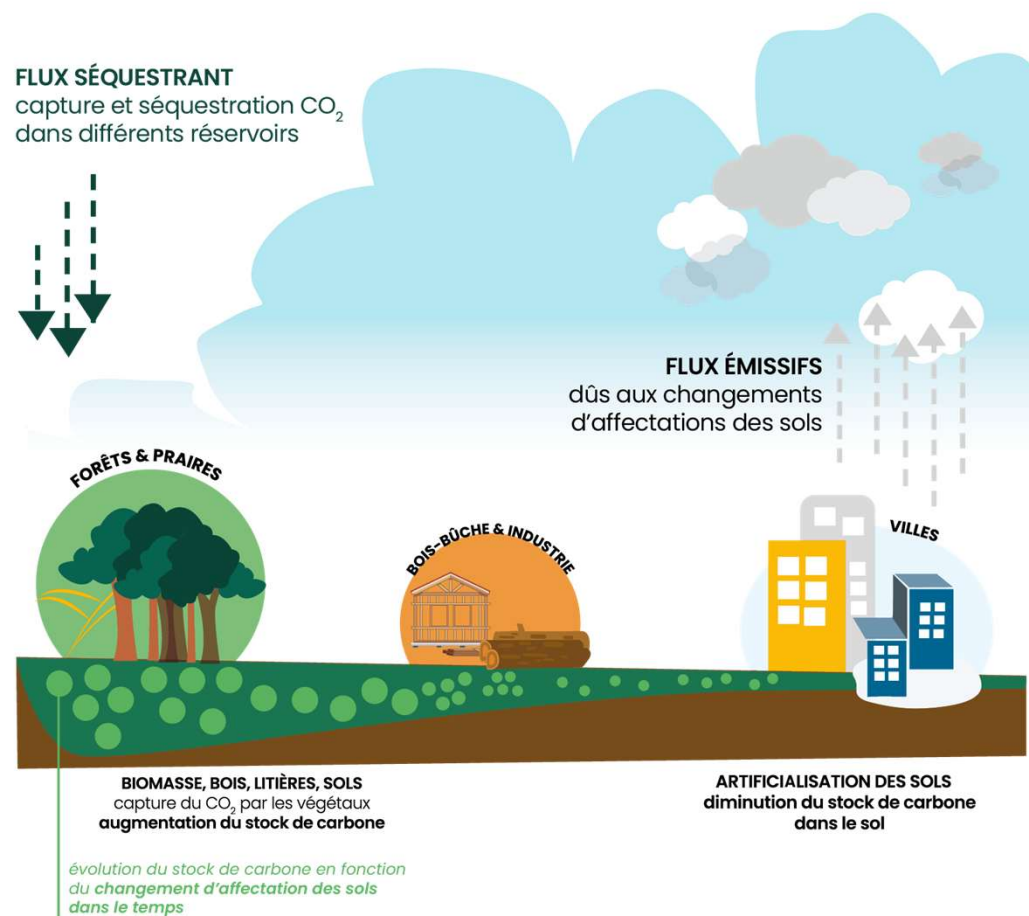 FLUX SÉQUESTRANT
capture et séquestration CO₂
dans différents réservoirs
FLUX ÉMISSIFS
dûs aux changements
d'affectations des sols
FORÊTS & PRAIRES
BOIS-BÛCHE & INDUSTRIE
VILLES
BIOMASSE, BOIS, LITIÈRES, SOLS
capture du CO₂ par les végétaux
augmentation du stock de carbone
ARTIFICIALISATION DES SOLS
diminution du stock de carbone
dans le sol
évolution du stock de carbone en fonction
du changement d'affectation des sols
dans le temps